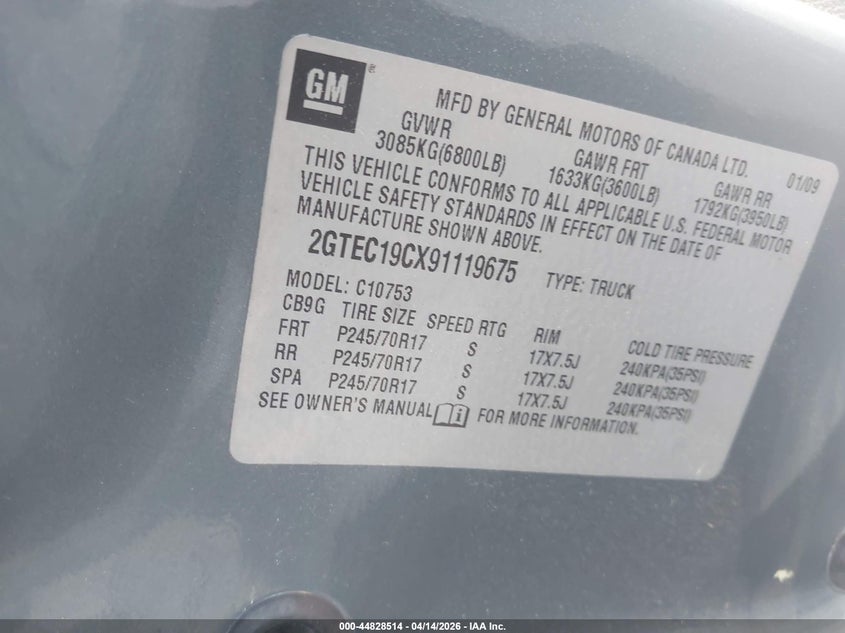 GM®
MFD BY GENERAL MOTORS OF CANADA LTD.
01/09
GVWR GAWR FRT GAWR RR
3085KG(6800LB) 1633KG(3600LB) 1792KG(3950LB)
THIS VEHICLE CONFORMS TO ALL APPLICABLE U.S. FEDERAL MOTOR
VEHICLE SAFETY STANDARDS IN EFFECT ON THE DATE OF
MANUFACTURE SHOWN ABOVE.
2GTEC19CX91119675 TYPE: TRUCK
MODEL: C10753
CB9G TIRE SIZE SPEED RTG RIM COLD TIRE PRESSURE
FRT P245/70R17 S 17X7.5J 240KPA(35PSI)
RR P245/70R17 S 17X7.5J 240KPA(35PSI)
SPA P245/70R17 S 17X7.5J 240KPA(35PSI)
SEE OWNER'S MANUAL i FOR MORE INFORMATION.
000-44828514 - 04/14/2026 - IAA Inc.